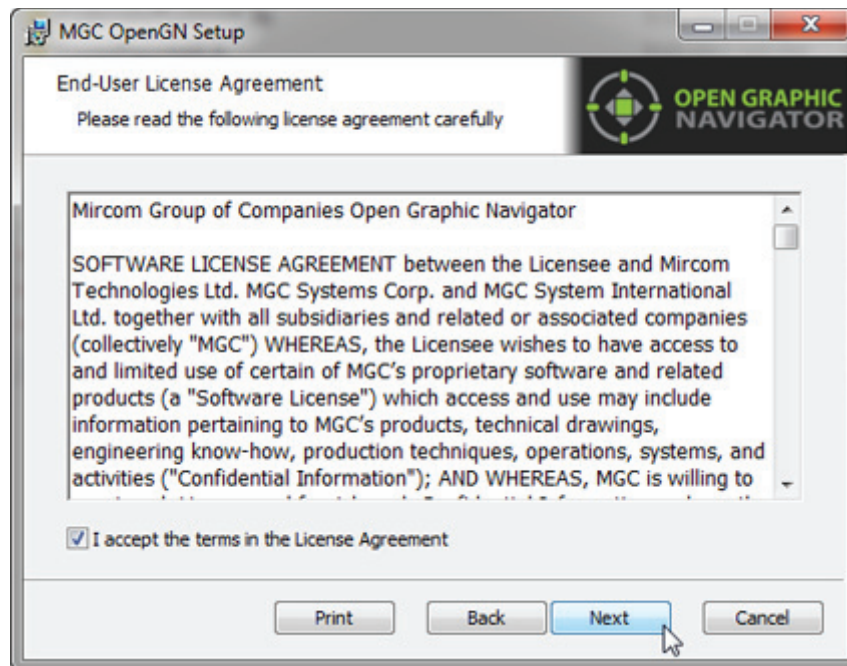 MGC OpenGN Setup
End-User License Agreement
Please read the following license agreement carefully
OPEN GRAPHIC
NAVIGATOR
Mircom Group of Companies Open Graphic Navigator
SOFTWARE LICENSE AGREEMENT between the Licensee and Mircom
Technologies Ltd. MGC Systems Corp. and MGC System International
Ltd. together with all subsidiaries and related or associated companies
(collectively "MGC") WHEREAS, the Licensee wishes to have access to
and limited use of certain of MGC's proprietary software and related
products (a "Software License") which access and use may include
information pertaining to MGC's products, technical drawings,
engineering know-how, production techniques, operations, systems, and
activities ("Confidential Information"); AND WHEREAS, MGC is willing to
I accept the terms in the License Agreement
Print
Back
Next
Cancel